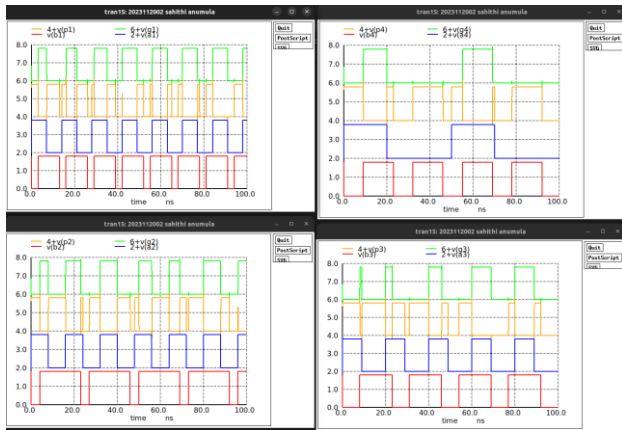 tran15: 2023112002 sahithi anumula
4+v(p1) 6+v(g1)
v(b1) 2+v(a1)
8.0
7.0
6.0
5.0
4.0
3.0
2.0
1.0
0.0
0.0 20.0 40.0 60.0 80.0 100.0
time ns
Quit
PostScript
SVG
tran15: 2023112002 sahithi anumula
4+v(p4) 6+v(g4)
v(b4) 2+v(a4)
8.0
7.0
6.0
5.0
4.0
3.0
2.0
1.0
0.0
0.0 20.0 40.0 60.0 80.0 100.0
time ns
Quit
PostScript
SVG
tran15: 2023112002 sahithi anumula
4+v(p2) 6+v(g2)
v(b2) 2+v(a2)
8.0
7.0
6.0
5.0
4.0
3.0
2.0
1.0
0.0
0.0 20.0 40.0 60.0 80.0 100.0
time ns
Quit
PostScript
SVG
tran15: 2023112002 sahithi anumula
4+v(p3) 6+v(g3)
v(b3) 2+v(a3)
8.0
7.0
6.0
5.0
4.0
3.0
2.0
1.0
0.0
0.0 20.0 40.0 60.0 80.0 100.0
time ns
Quit
PostScript
SVG